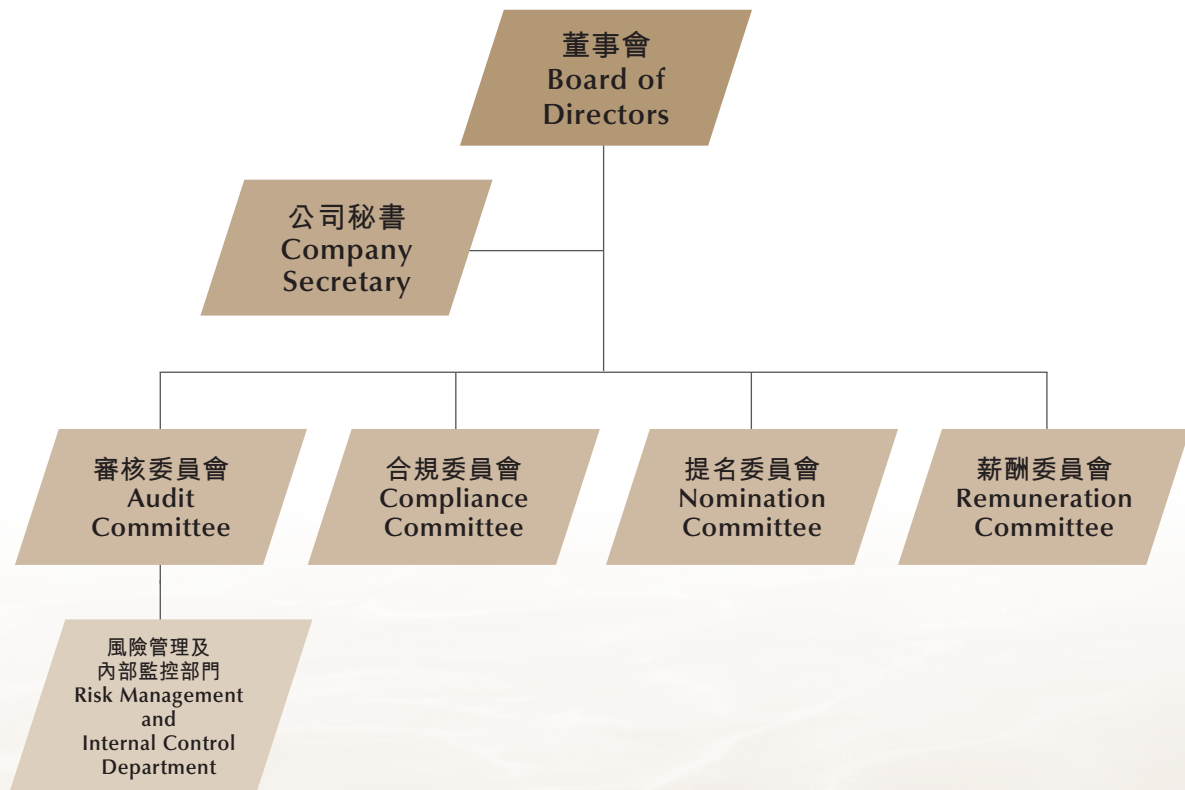 董事會
Board of
Directors
公司秘書
Company
Secretary
審核委員會
Audit
Committee
合規委員會
Compliance
Committee
提名委員會
Nomination
Committee
薪酬委員會
Remuneration
Committee
風險管理及
內部監控部門
Risk Management
and
Internal Control
Department